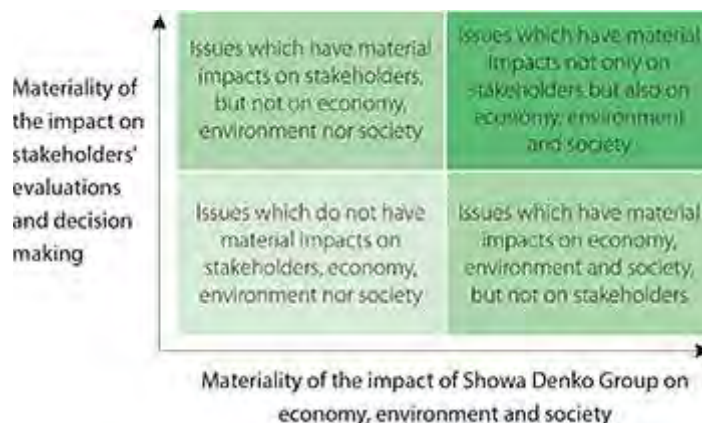 Materiality of
the impact on
stakeholders'
evaluations
and decision
making
Issues which have material
impacts on stakeholders,
but not on economy,
environment nor society
Issues which have material
impacts not only on
stakeholders but also on
economy, environment
and society
Issues which do not have
material impacts on
stakeholders, economy,
environment nor society
Issues which have material
impacts on economy,
environment and society,
but not on stakeholders
Materiality of the impact of Showa Denko Group on
economy, environment and society